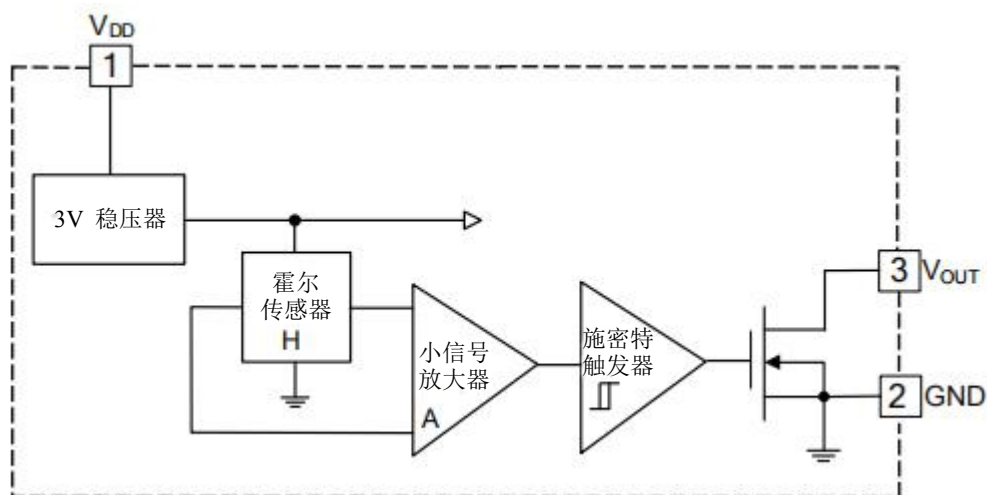 VDD
1
3V 稳压器
霍尔
传感器
H
小信号
放大器
A
施密特
触发器
3 VOUT
2 GND